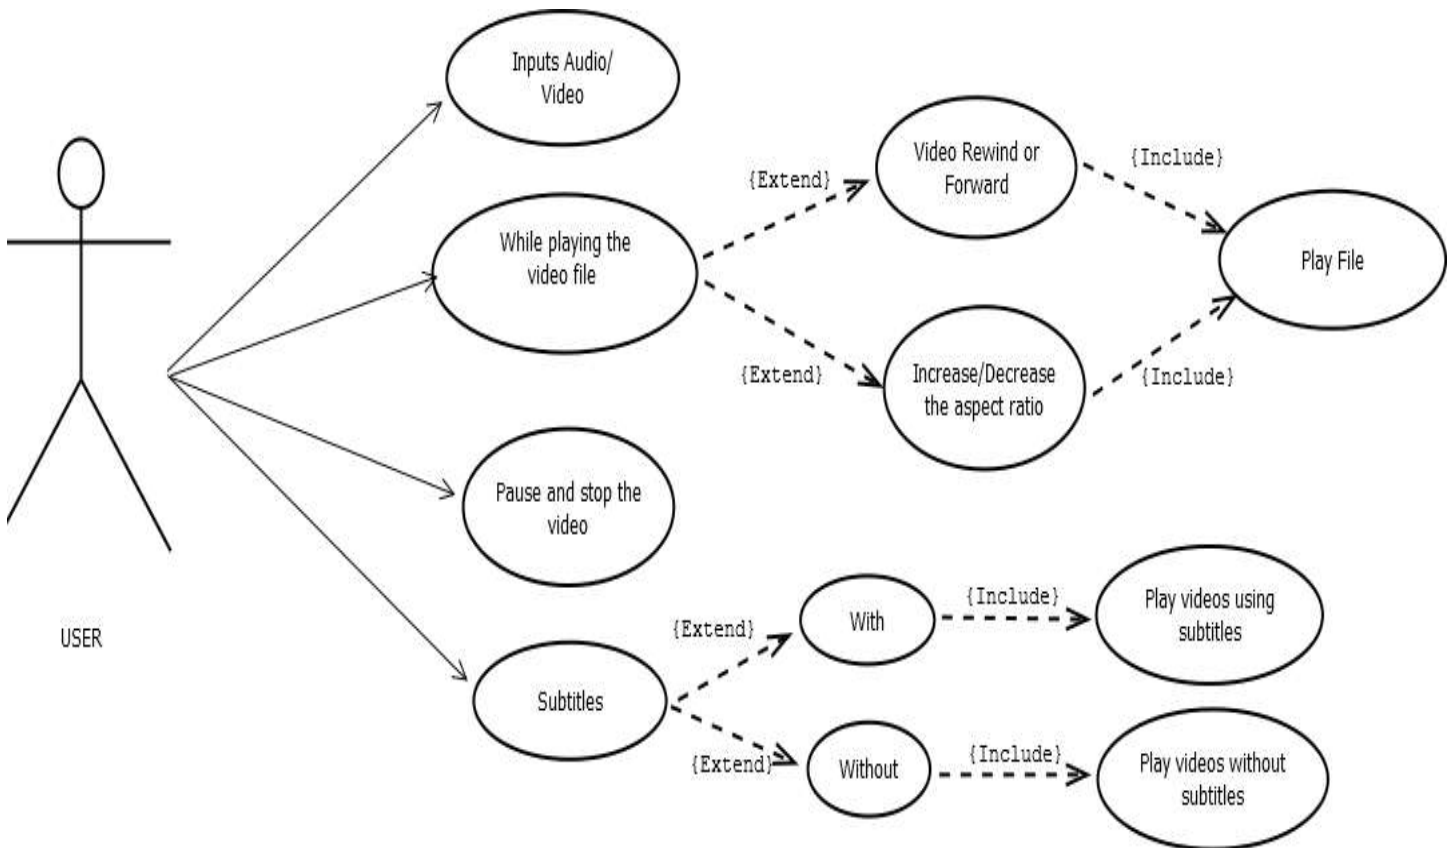 Inputs Audio/
Video
While playing the
video file
{Extend}
Video Rewind or
Forward
{Include}
Play File
{Extend}
Increase/Decrease
the aspect ratio
{Include}
Pause and stop the
video
USER
Subtitles
{Extend}
With
{Include}
Play videos using
subtitles
{Extend}
Without
{Include}
Play videos without
subtitles